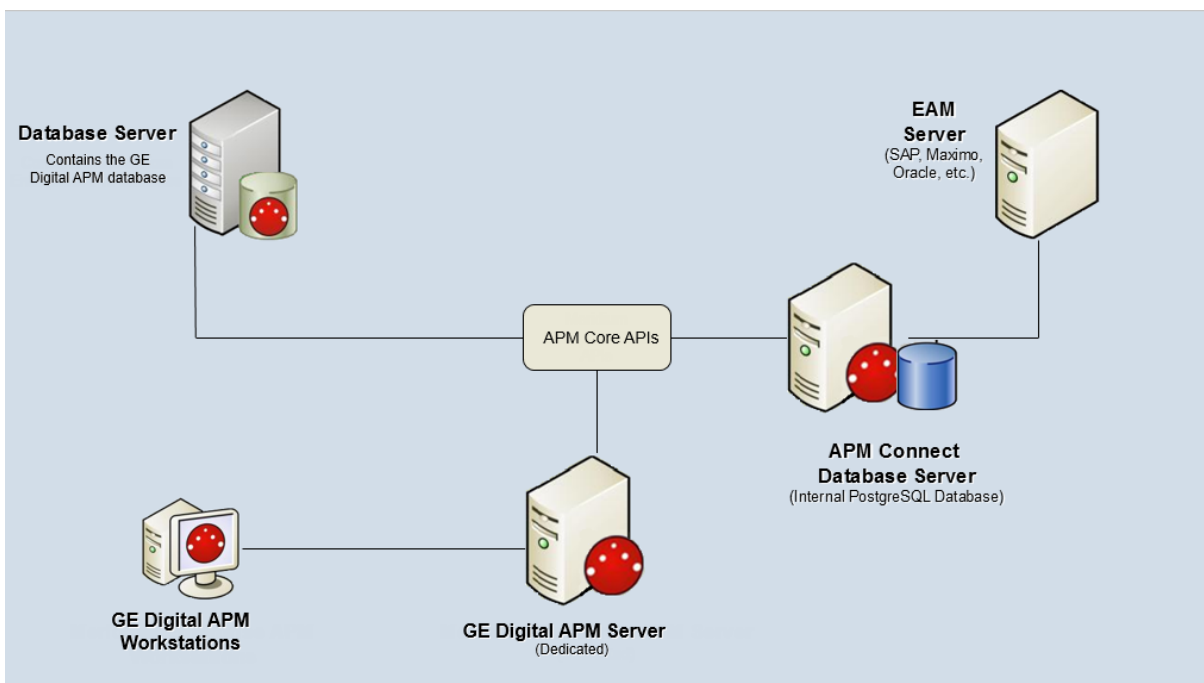 Database Server
Contains the GE
Digital APM database
EAM
Server
(SAP, Maximo,
Oracle, etc.)
APM Core APIs
APM Connect
Database Server
(Internal PostgreSQL Database)
GE Digital APM
Workstations
GE Digital APM Server
(Dedicated)